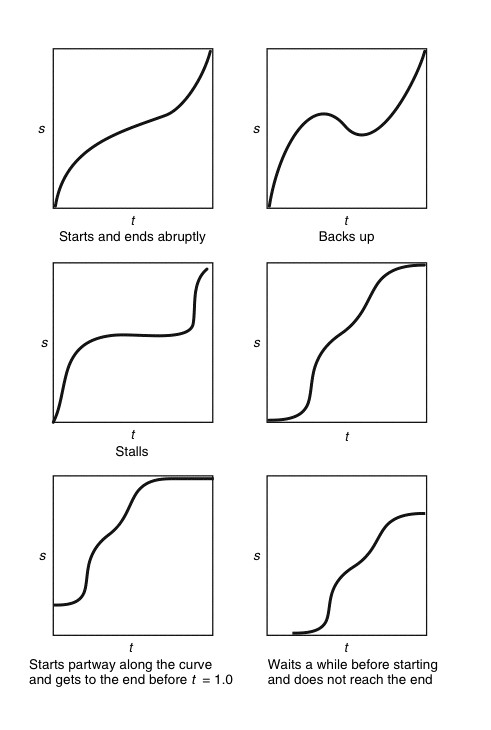 s
s
t
t
Starts and ends abruptly
Backs up
s
s
t
t
Stalls
s
s
t
t
Starts partway along the curve
and gets to the end before t = 1.0
Waits a while before starting
and does not reach the end